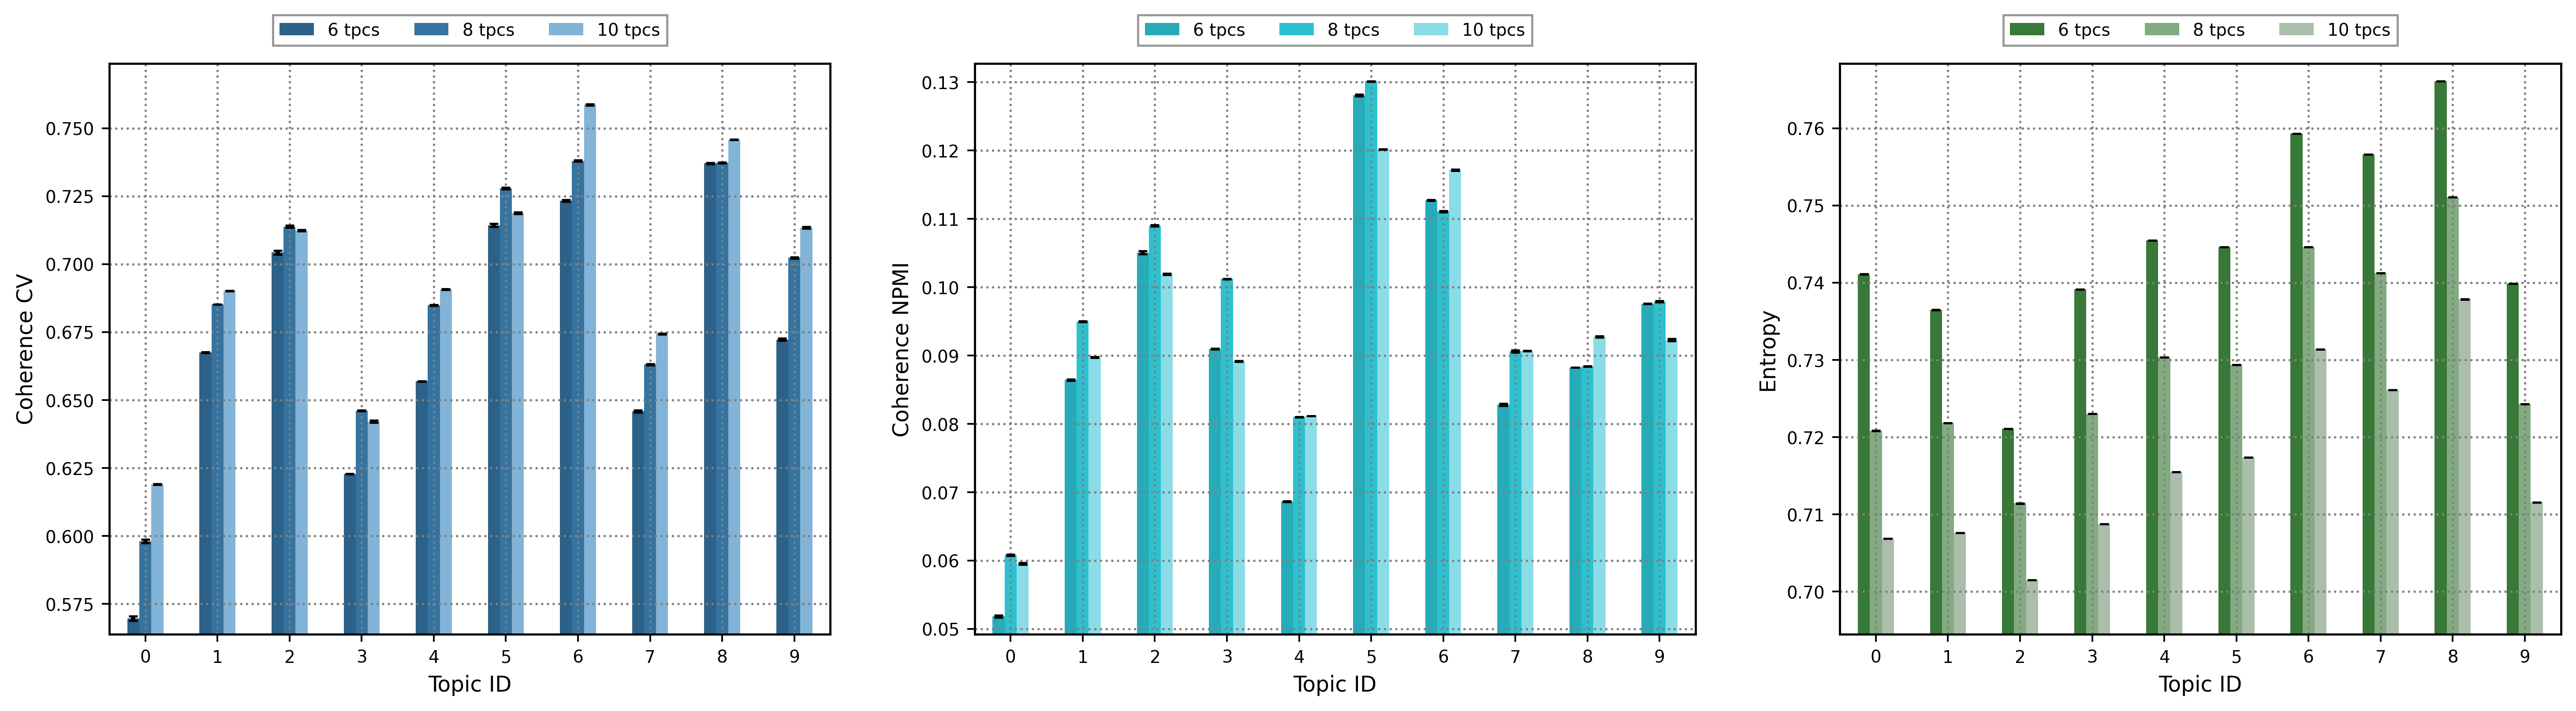 6 tpcs 8 tpcs 10 tpcs
Coherence CV
0.750
0.725
0.700
0.675
0.650
0.625
0.600
0.575
0 1 2 3 4 5 6 7 8 9
Topic ID
6 tpcs 8 tpcs 10 tpcs
Coherence NPMI
0.13
0.12
0.11
0.10
0.09
0.08
0.07
0.06
0.05
0 1 2 3 4 5 6 7 8 9
Topic ID
6 tpcs 8 tpcs 10 tpcs
Entropy
0.76
0.75
0.74
0.73
0.72
0.71
0.70
0 1 2 3 4 5 6 7 8 9
Topic ID